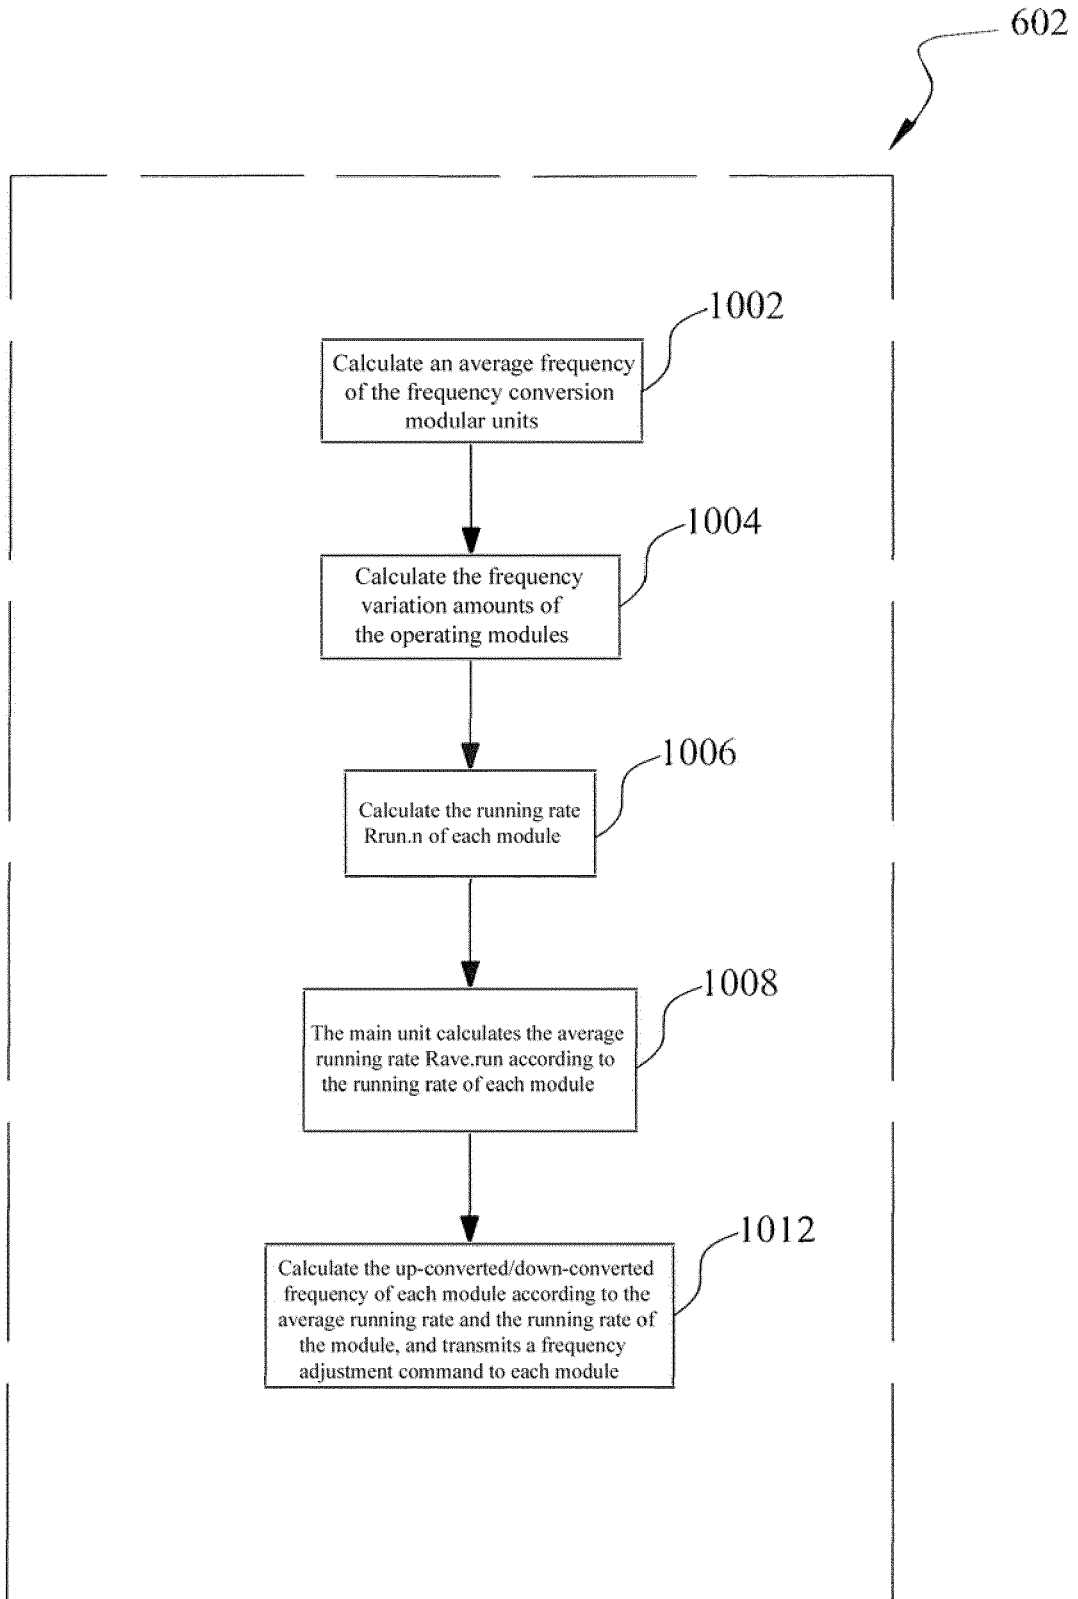 602
1002
Calculate an average frequency
of the frequency conversion
modular units
1004
Calculate the frequency
variation amounts of
the operating modules
1006
Calculate the running rate
Rrun.n of each module
1008
The main unit calculates the average
running rate Rave.run according to
the running rate of each module
1012
Calculate the up-converted/down-converted
frequency of each module according to the
average running rate and the running rate of
the module, and transmits a frequency
adjustment command to each module